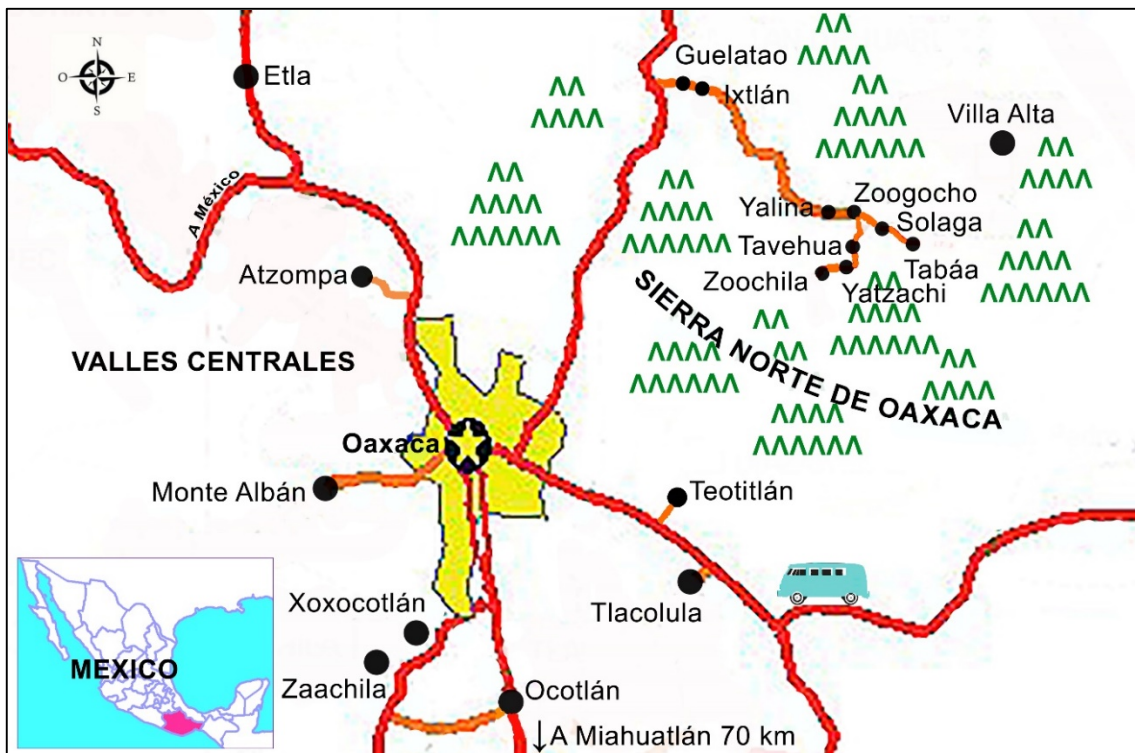 N
O
E
S
Etla
Guelatao
Ixtlán
Villa Alta
A México
Yalina
Zoogocho
Solaga
Tavehua
Tabáa
Zoochila
Yatzachi
Atzompa
SIERRA NORTE DE OAXACA
VALLES CENTRALES
Oaxaca
Monte Albán
Teotitlán
Tlacolula
Xoxocotlán
Zaachila
Ocotlán
↓A Miahuatlán 70 km
MEXICO